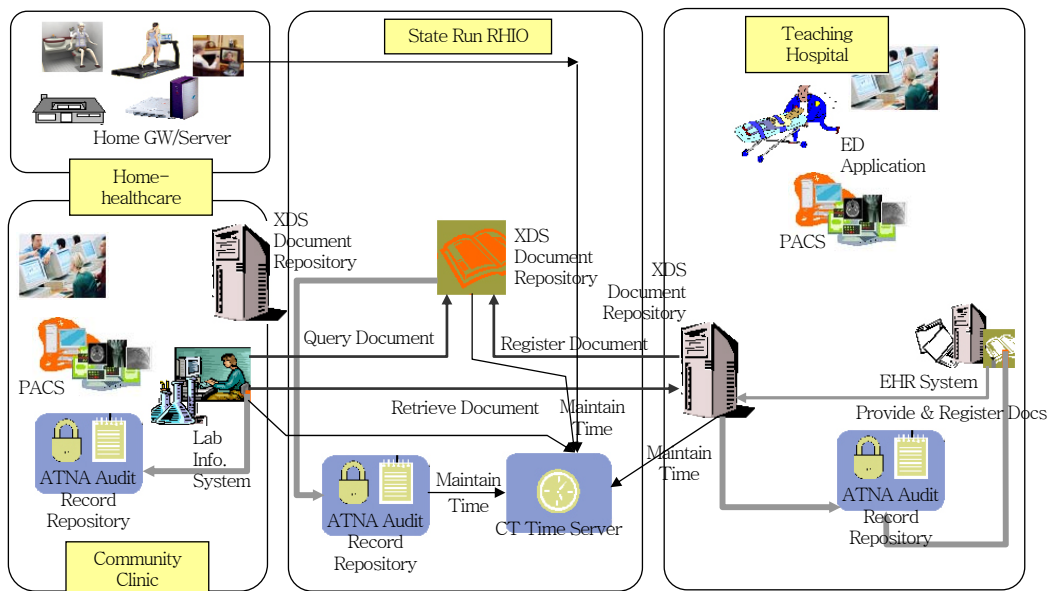 Home GW/Server
Home-
healthcare
State Run RHIO
Teaching
Hospital
ED
Application
PACS
XDS
Document
Repository
XDS
Document
Repository
XDS
Document
Repository
Query Document
Register Document
Retrieve Document
Maintain
Time
Maintain
Time
Maintain
Time
PACS
Lab
Info.
System
ATNA Audit
Record
Repository
Community
Clinic
ATNA Audit
Record
Repository
CT Time Server
EHR System
Provide & Register Docs
ATNA Audit
Record
Repository